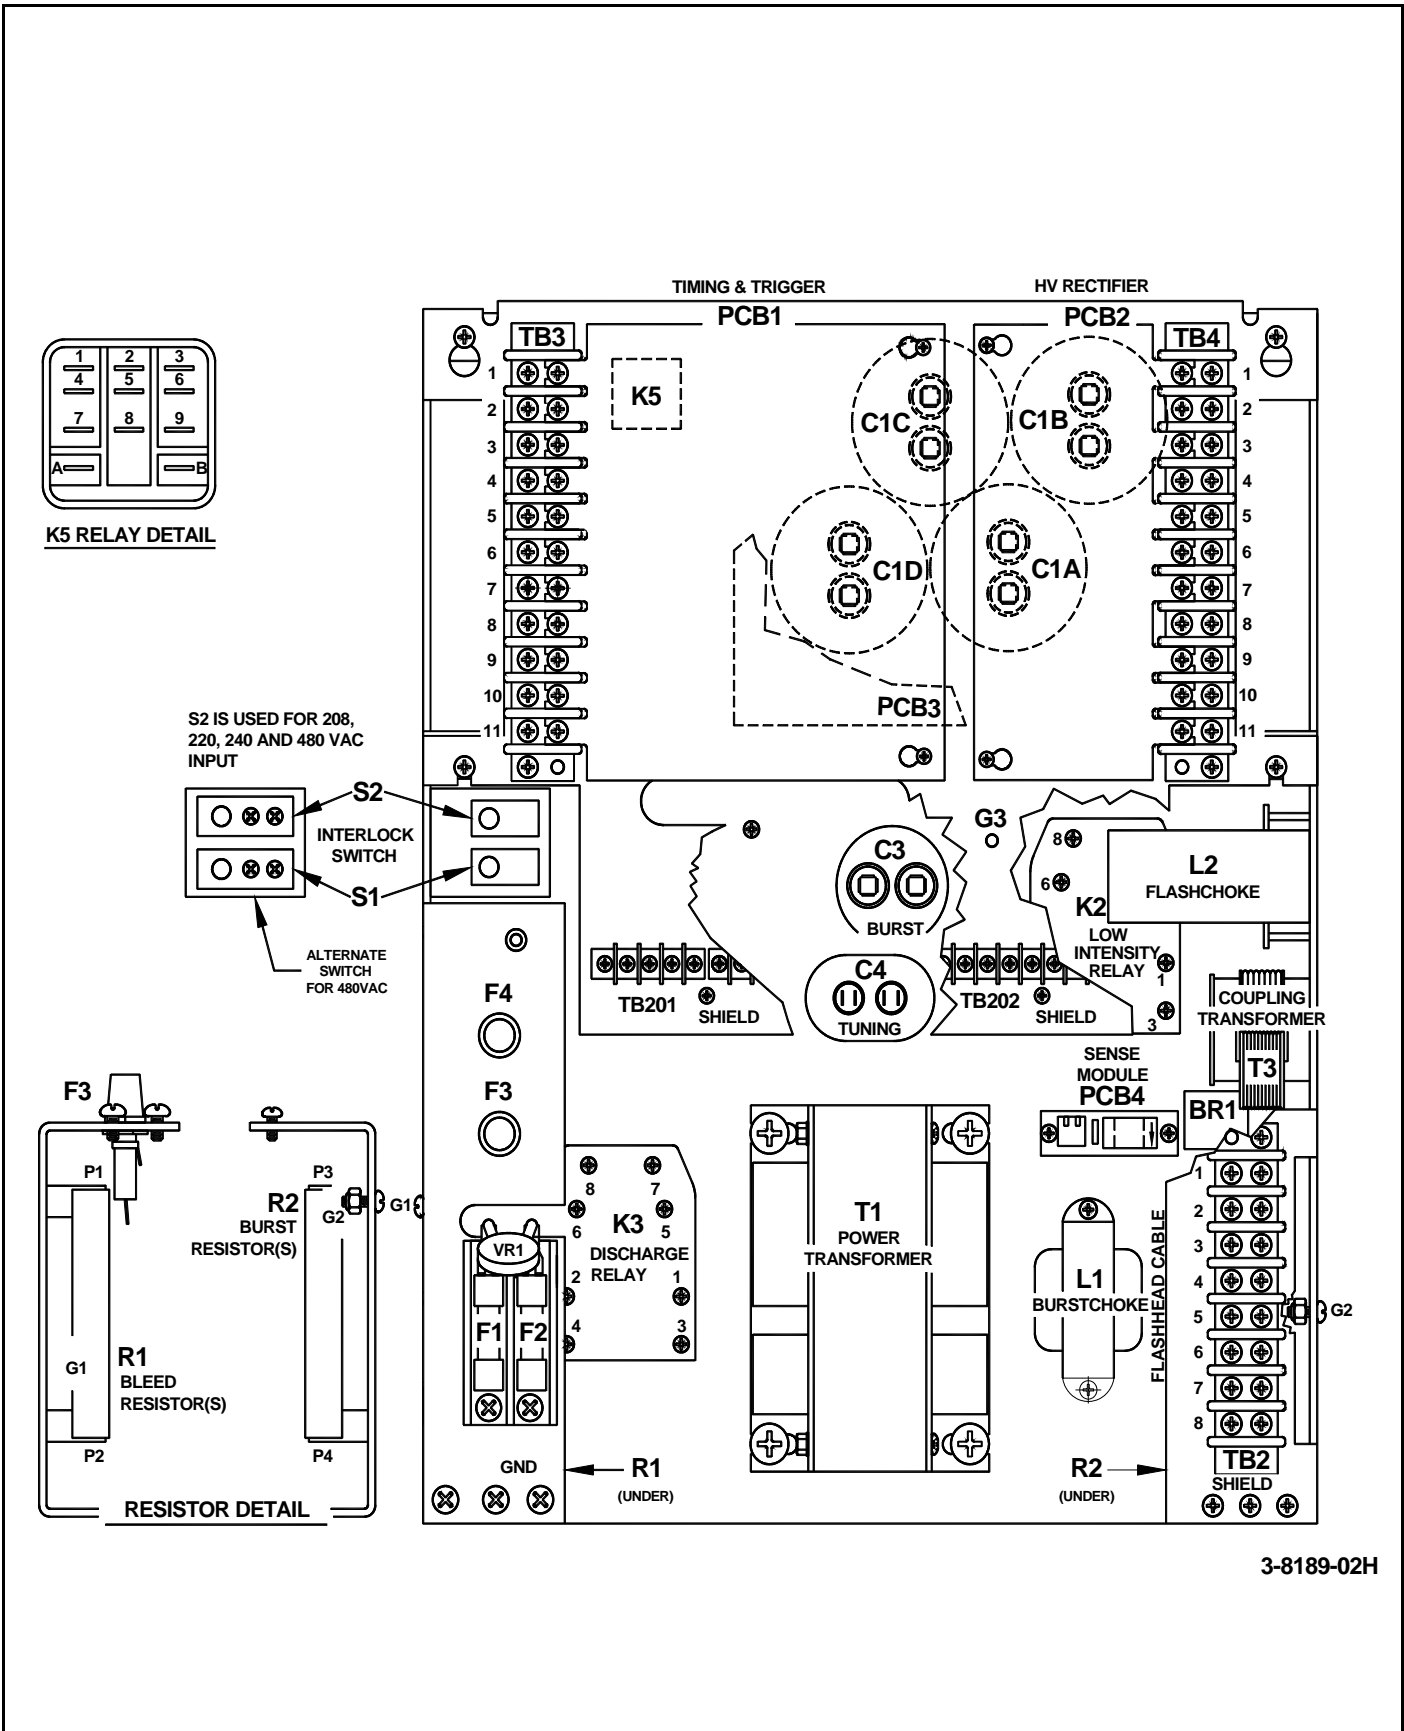 TIMING & TRIGGER
HV RECTIFIER
PCB1
PCB2
TB3
TB4
1 2 3
4 5 6
7 8 9
A B
K5 RELAY DETAIL
1
2
3
4
5
6
7
8
9
10
11
K5
C1C
C1B
C1D
C1A
PCB3
1
2
3
4
5
6
7
8
9
10
11
S2 IS USED FOR 208,
220, 240 AND 480 VAC
INPUT
S2
INTERLOCK
SWITCH
S1
ALTERNATE
SWITCH
FOR 480VAC
G3
C3
BURST
C4
TUNING
8
6
K2
LOW
INTENSITY
RELAY
1
3
L2
FLASHCHOKE
TB201
SHIELD
TB202
SHIELD
COUPLING
TRANSFORMER
T3
F4
F3
SENSE
MODULE
PCB4
BR1
F3
P1
P3
R2
BURST
RESISTOR(S)
G2
G1
G1
R1
BLEED
RESISTOR(S)
P2
P4
RESISTOR DETAIL
8
7
6
5
K3
DISCHARGE
RELAY
2
1
4
3
VR1
F1
F2
T1
POWER
TRANSFORMER
L1
BURSTCHOKE
FLASHHEAD CABLE
1
2
3
4
5
6
7
8
G2
TB2
SHIELD
GND
R1
(UNDER)
R2
(UNDER)
3-8189-02H